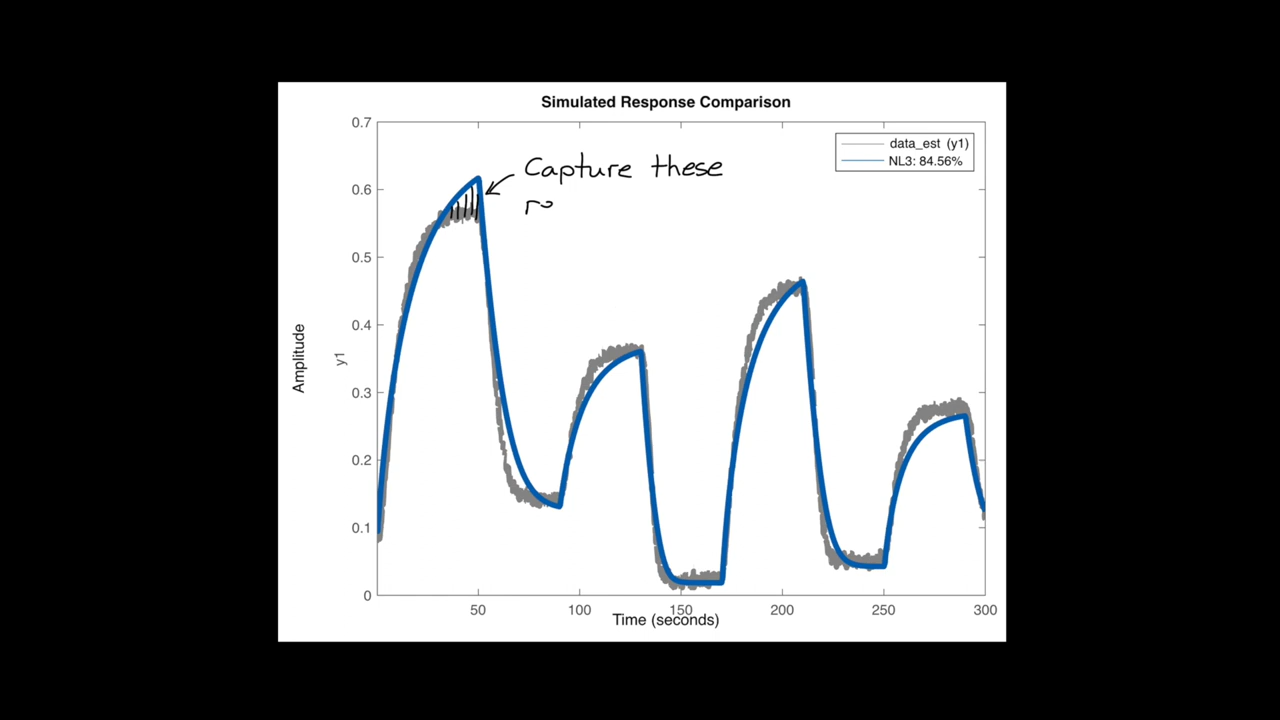 Simulated Response Comparison
0.7
0.6
0.5
0.4
0.3
0.2
0.1
0
data_est (y1)
NL3: 84.56%
Capture these
Amplitude
y1
0
50
100
150
200
250
300
Time (seconds)